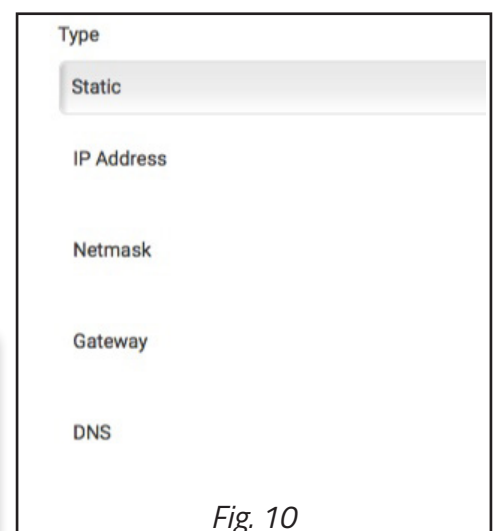 Type
Static
IP Address
Netmask
Gateway
DNS
Fig. 10